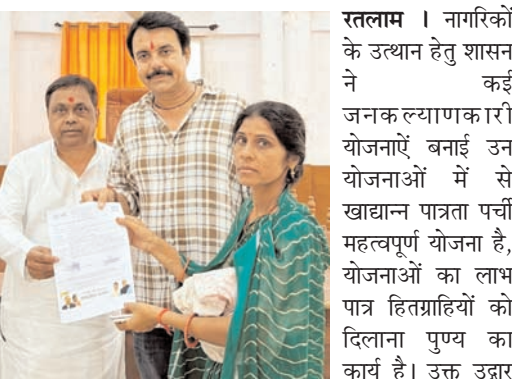 रतलाम । नागरिकों
के उत्थान हेतु शासन
ने कई
जनकल्याणकारी
योजनाऐं बनाई उन
योजनाओं में से
खाद्यान्न पात्रता पर्ची
महत्वपूर्ण योजना है,
योजनाओं का लाभ
पात्र हितग्राहियों को
दिलाना पुण्य का
कार्य है। उक्त उद्गार